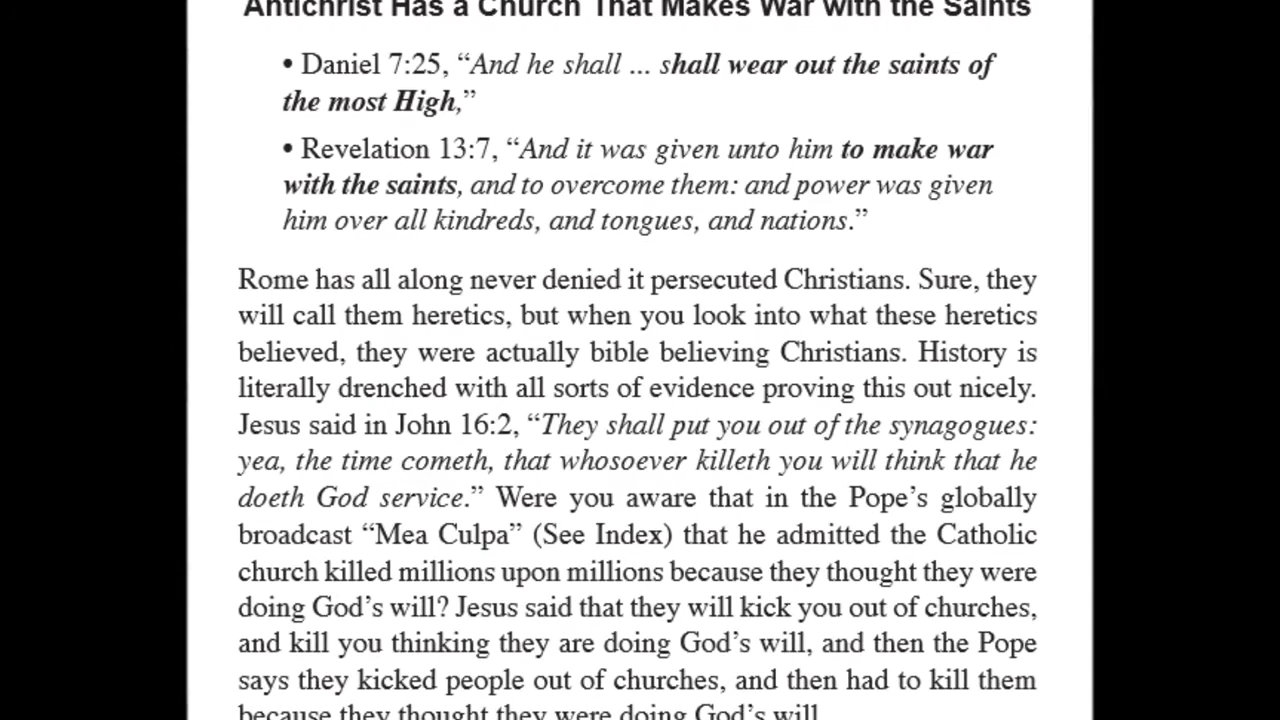 Antichrist Has a Church That Makes War with the Saints
• Daniel 7:25, “And he shall ... shall wear out the saints of
the most High,”
• Revelation 13:7, “And it was given unto him to make war
with the saints, and to overcome them: and power was given
him over all kindreds, and tongues, and nations.”
Rome has all along never denied it persecuted Christians. Sure, they
will call them heretics, but when you look into what these heretics
believed, they were actually bible believing Christians. History is
literally drenched with all sorts of evidence proving this out nicely.
Jesus said in John 16:2, “They shall put you out of the synagogues:
yea, the time cometh, that whosoever killeth you will think that he
doeth God service.” Were you aware that in the Pope’s globally
broadcast “Mea Culpa” (See Index) that he admitted the Catholic
church killed millions upon millions because they thought they were
doing God’s will? Jesus said that they will kick you out of churches,
and kill you thinking they are doing God’s will, and then the Pope
says they kicked people out of churches, and then had to kill them
because they thought they were doing God’s will.